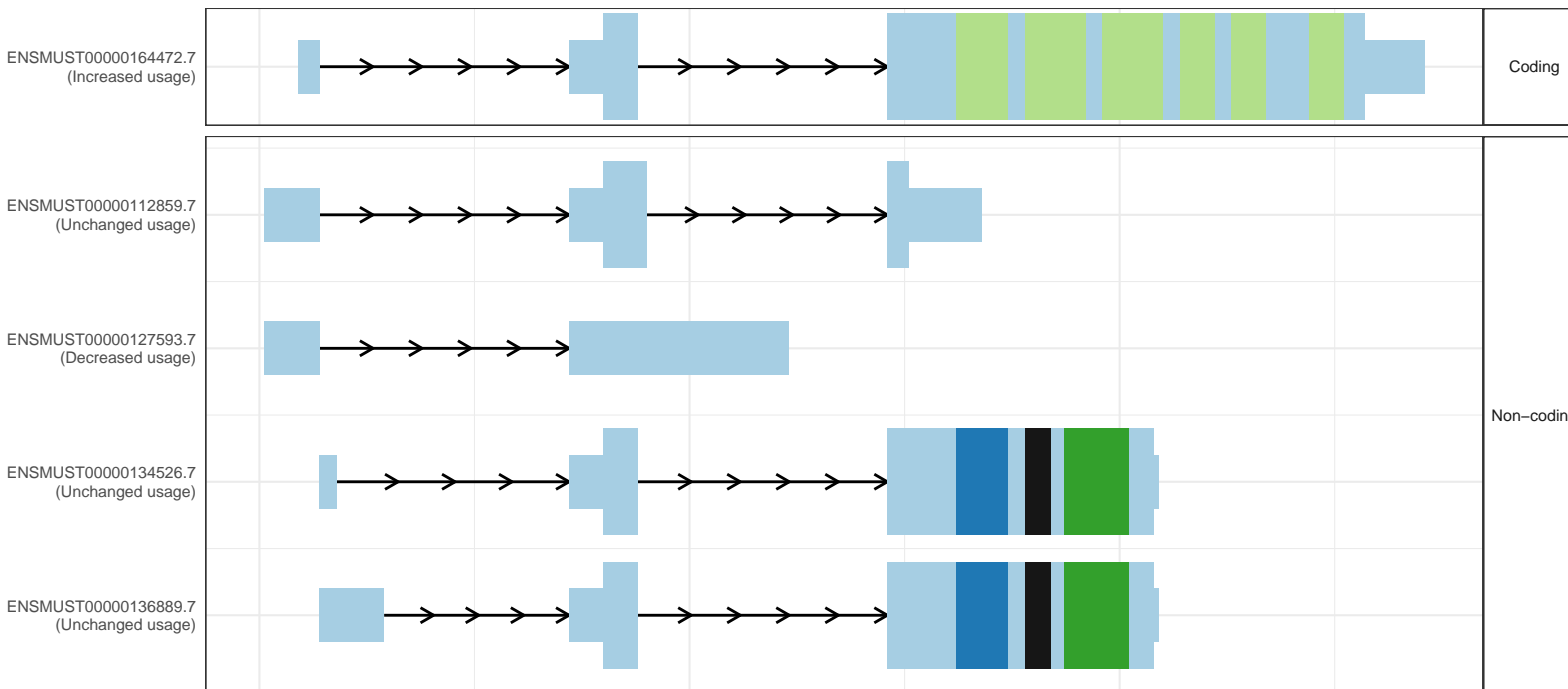 ENSMUST00000164472.7
(Increased usage)
Coding
ENSMUST00000112859.7
(Unchanged usage)
ENSMUST00000127593.7
(Decreased usage)
Non−codin
ENSMUST00000134526.7
(Unchanged usage)
ENSMUST00000136889.7
(Unchanged usage)